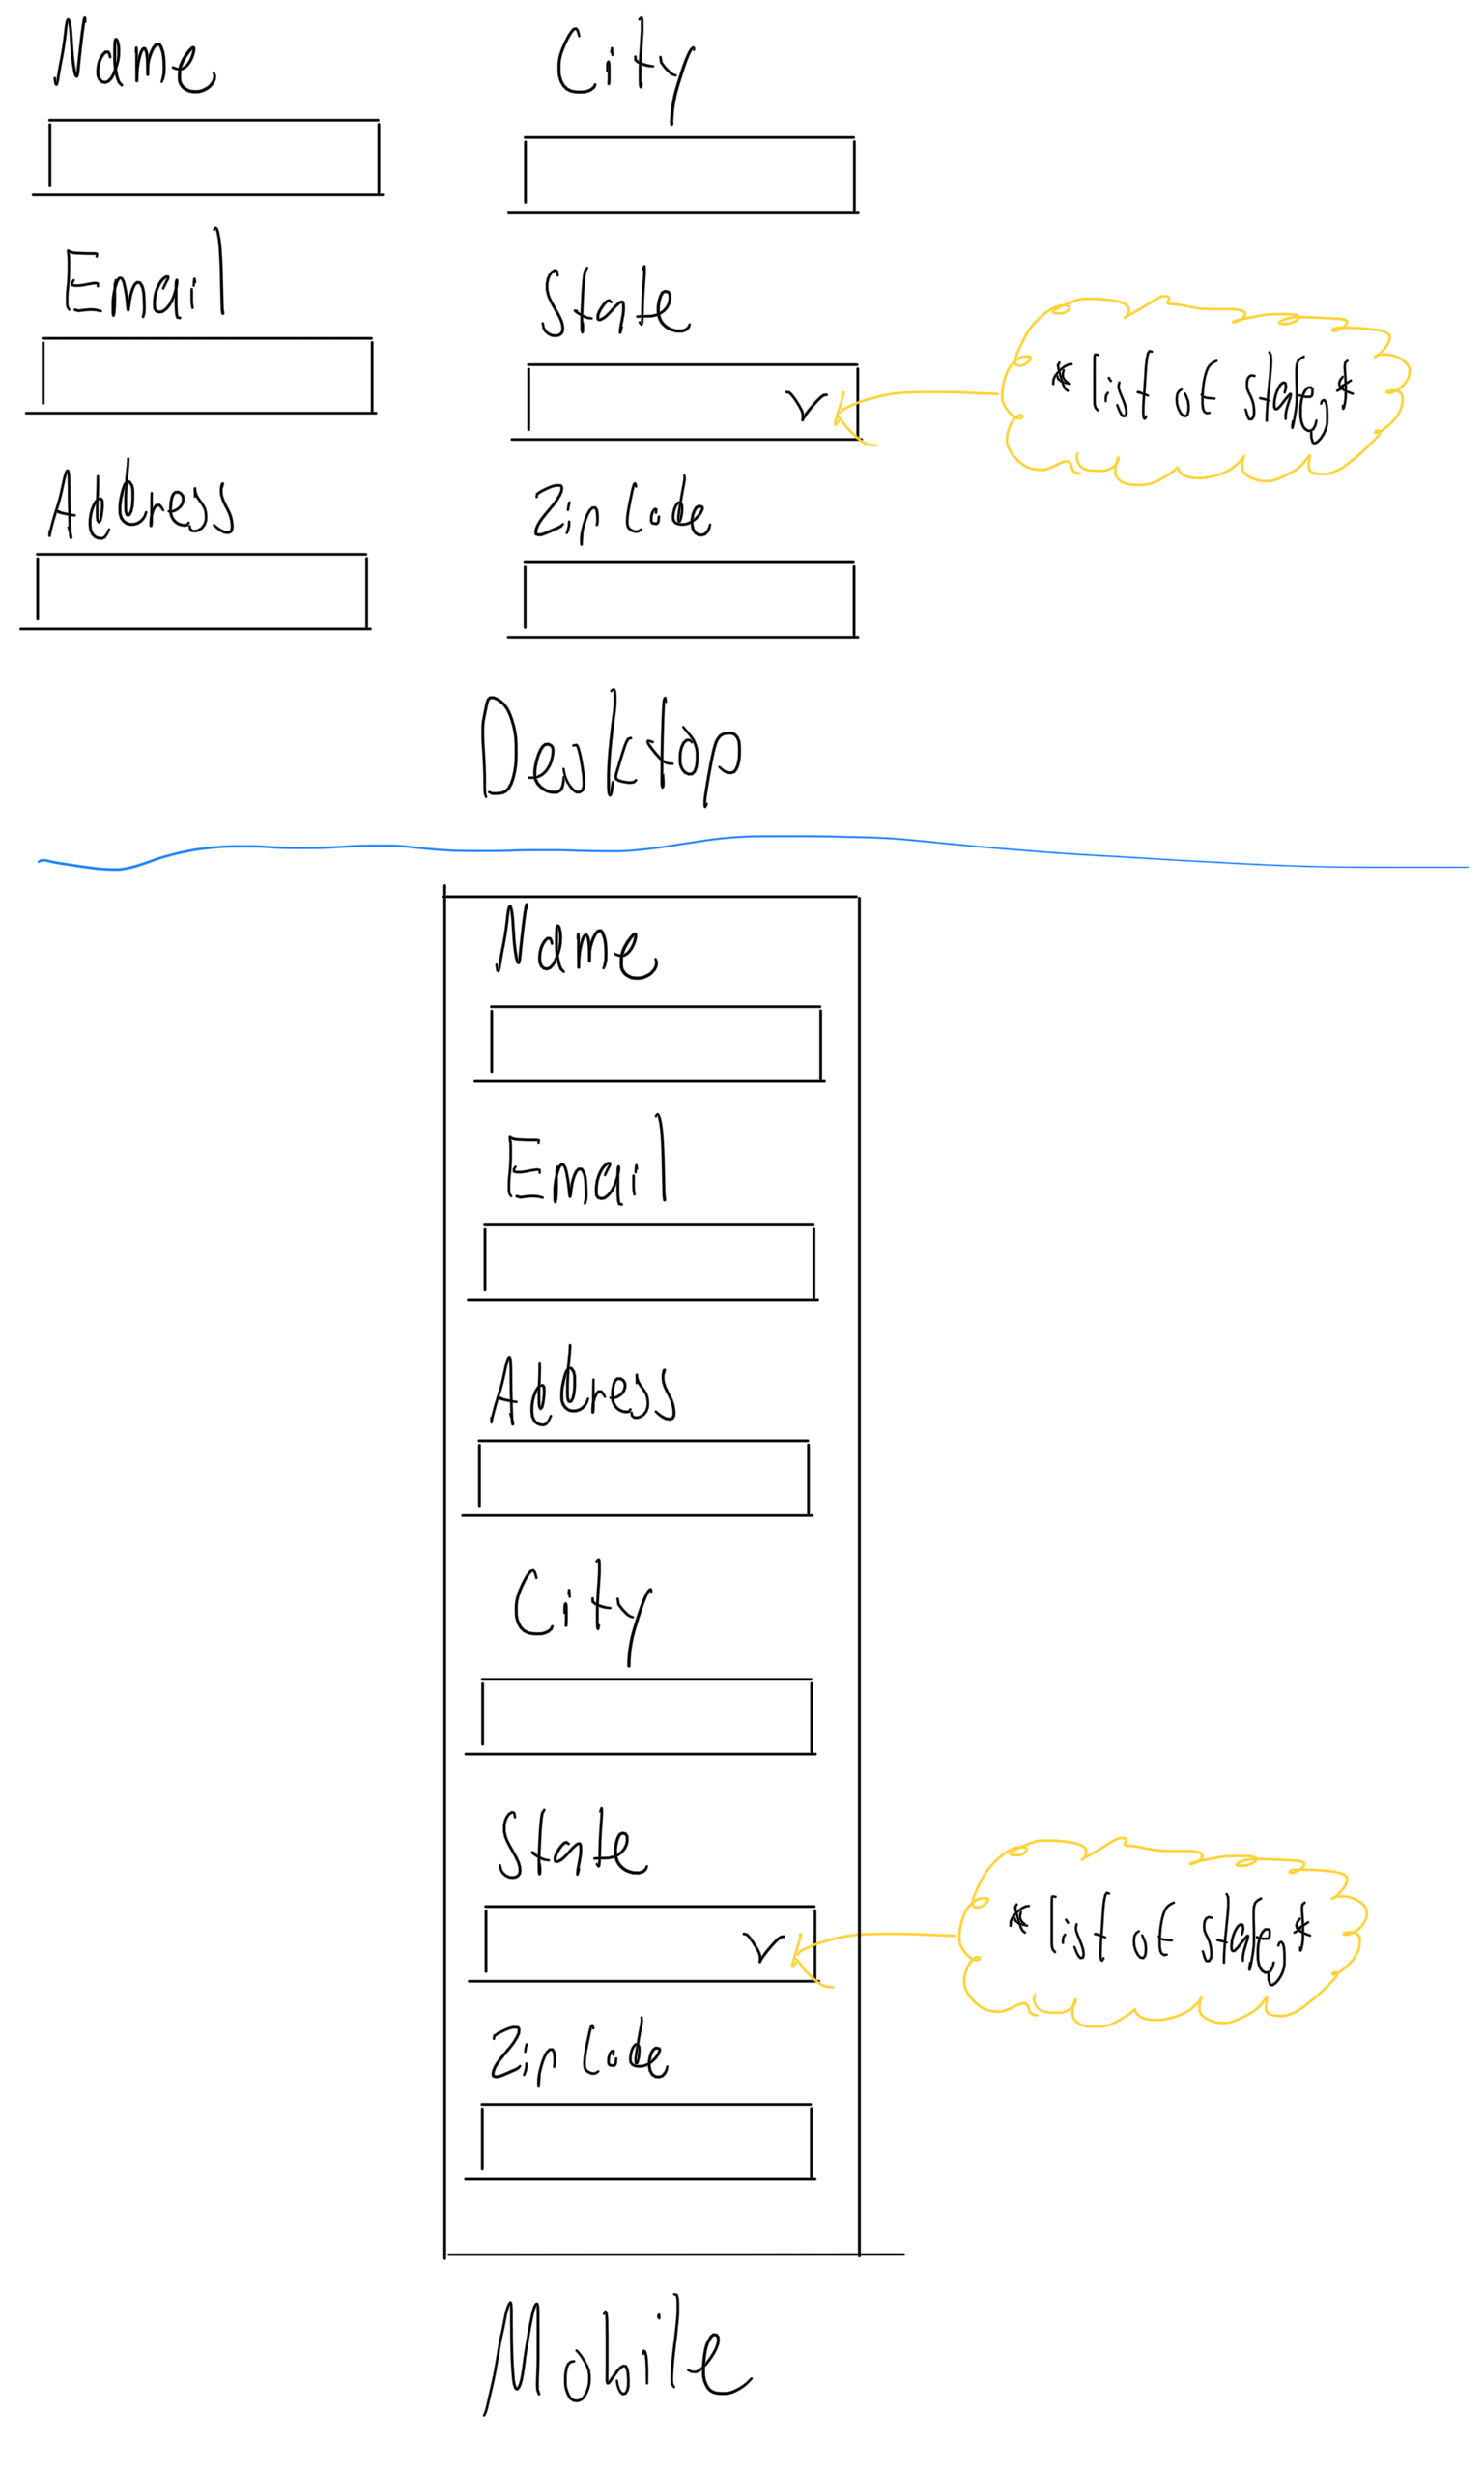 Name
City
Email
State
* list of states *
Address
Zip Code
Desktop
Name
Email
Address
City
State
* list of states *
Zip Code
Mobile